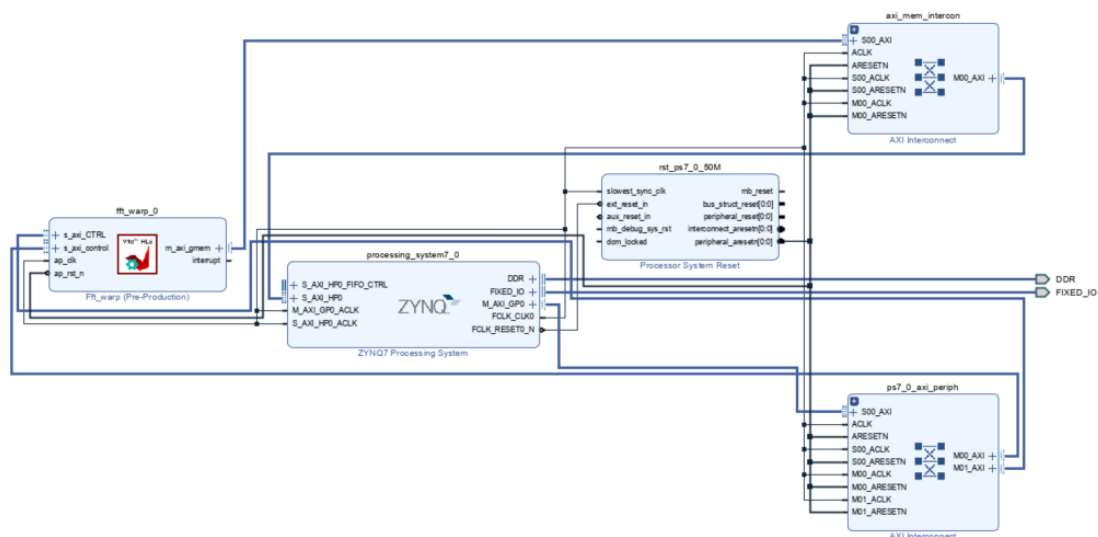 axi_mem_intercon
S00_AXI
ACLK
ARESETN
S00_ACLK
S00_ARESETN
M00_ACLK
M00_ARESETN
M00_AXI
AXI Interconnect
rst_ps7_0_50M
slowest_sync_clk
ext_reset_in
aux_reset_in
mb_debug_sys_rst
dcm_locked
mb_reset
bus_struct_reset[0:0]
peripheral_reset[0:0]
interconnect_aresetn[0:0]
peripheral_aresetn[0:0]
Processor System Reset
fft_warp_0
s_axi_CTRL
s_axi_control
ap_clk
ap_rst_n
m_axi_gmem
interrupt
Fft_warp (Pre-Production)
processing_system7_0
S_AXI_HP0_FIFO_CTRL
S_AXI_HP0
M_AXI_GP0_ACLK
S_AXI_HP0_ACLK
ZYNQ
DDR
FIXED_IO
M_AXI_GP0
FCLK_CLK0
FCLK_RESET0_N
ZYNQ7 Processing System
DDR
FIXED_IO
ps7_0_axi_periph
S00_AXI
ACLK
ARESETN
S00_ACLK
S00_ARESETN
M00_ACLK
M00_ARESETN
M01_ACLK
M01_ARESETN
M00_AXI
M01_AXI
AXI Interconnect